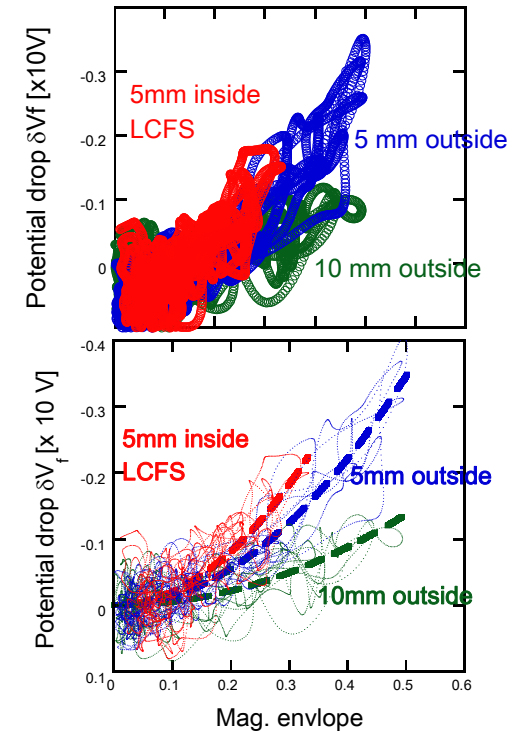 Potential drop δVf [x10V]
-0.3
-0.2
-0.1
0
5mm inside
LCFS
5 mm outside
10 mm outside
Potential drop δV_f [x 10 V]
-0.4
-0.3
-0.2
-0.1
0
0.1
5mm inside
LCFS
5mm outside
10mm outside
0 0.1 0.2 0.3 0.4 0.5 0.6
Mag. envlope